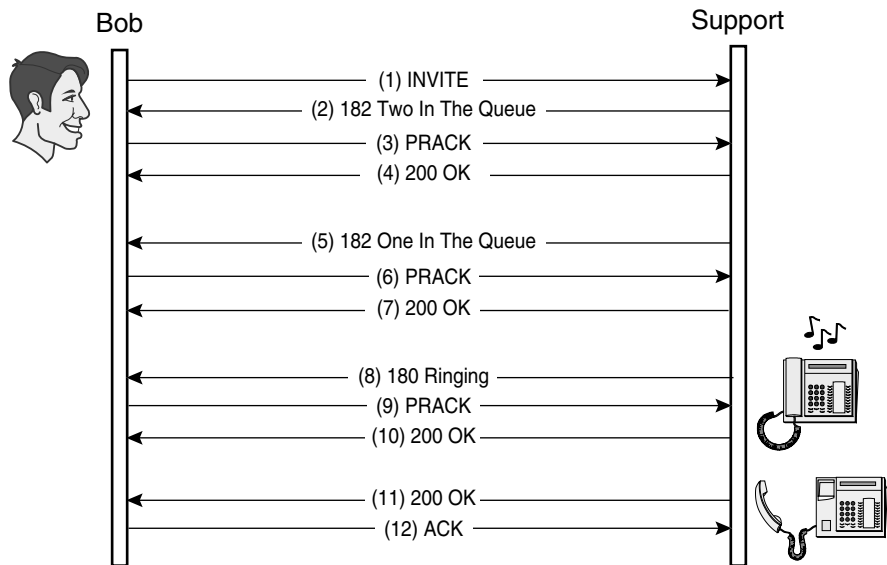 Bob
Support
(1) INVITE
(2) 182 Two In The Queue
(3) PRACK
(4) 200 OK
(5) 182 One In The Queue
(6) PRACK
(7) 200 OK
(8) 180 Ringing
(9) PRACK
(10) 200 OK
(11) 200 OK
(12) ACK